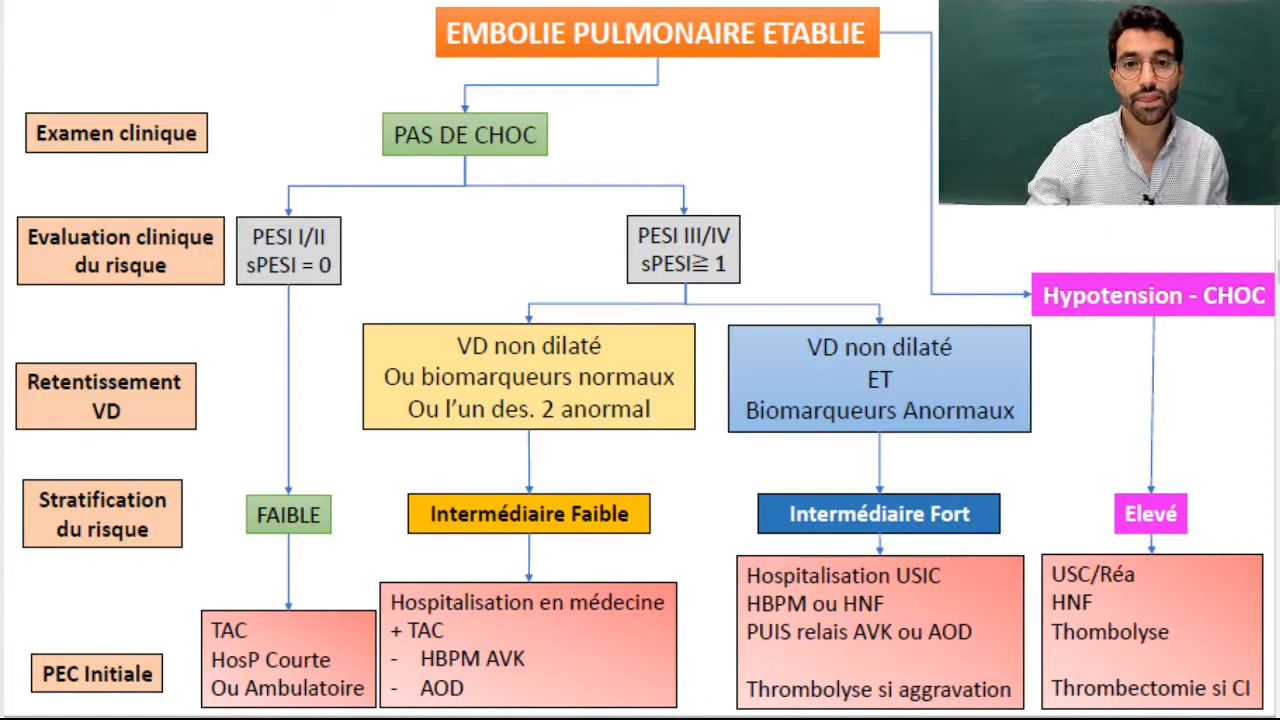 EMBOLIE PULMONAIRE ETABLIE
Examen clinique
PAS DE CHOC
Evaluation clinique
du risque
PESI I/II
sPESI = 0
PESI III/IV
sPESI≧ 1
Hypotension - CHOC
Retentissement
VD
VD non dilaté
Ou biomarqueurs normaux
Ou l'un des. 2 anormal
VD non dilaté
ET
Biomarqueurs Anormaux
Stratification
du risque
FAIBLE
Intermédiaire Faible
Intermédiaire Fort
Elevé
PEC Initiale
TAC
HosP Courte
Ou Ambulatoire
Hospitalisation en médecine
+ TAC
- HBPM AVK
- AOD
Hospitalisation USIC
HBPM ou HNF
PUIS relais AVK ou AOD
Thrombolyse si aggravation
USC/Réa
HNF
Thombolyse
Thrombectomie si CI